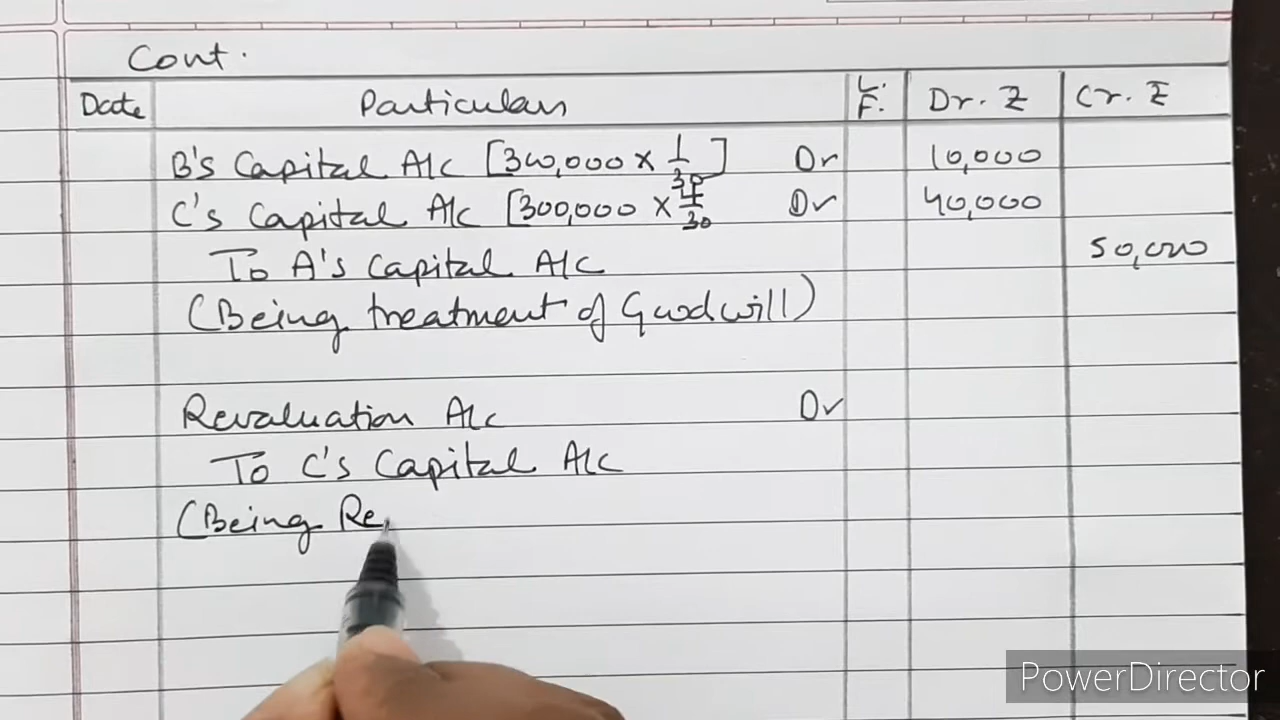 Cont.
Date Particulars L.F. Dr. ₹ Cr. ₹
B's Capital A/c [300,000 × 1/30] Dr 10,000
C's Capital A/c [300,000 × 4/30] Dr 40,000
To A's Capital A/c 50,000
(Being treatment of Goodwill)
Revaluation A/c Dr
To C's Capital A/c
(Being Re
PowerDirector